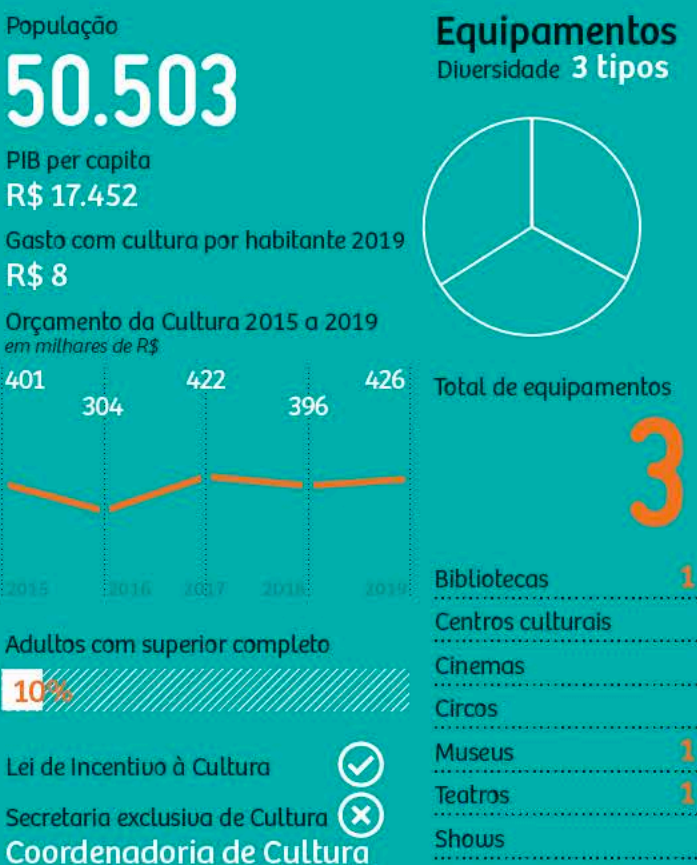 População
50.503
PIB per capita
R$ 17.452
Gasto com cultura por habitante 2019
R$ 8
Orçamento da Cultura 2015 a 2019
em milhares de R$
401 422 426
304 396
2015 2016 2017 2018 2019
Adultos com superior completo
10%
Lei de Incentivo à Cultura
Secretaria exclusiva de Cultura
Coordenadoria de Cultura
Equipamentos
Diversidade 3 tipos
Total de equipamentos
3
Bibliotecas 1
Centros culturais
Cinemas
Circos
Museus 1
Teatros 1
Shows